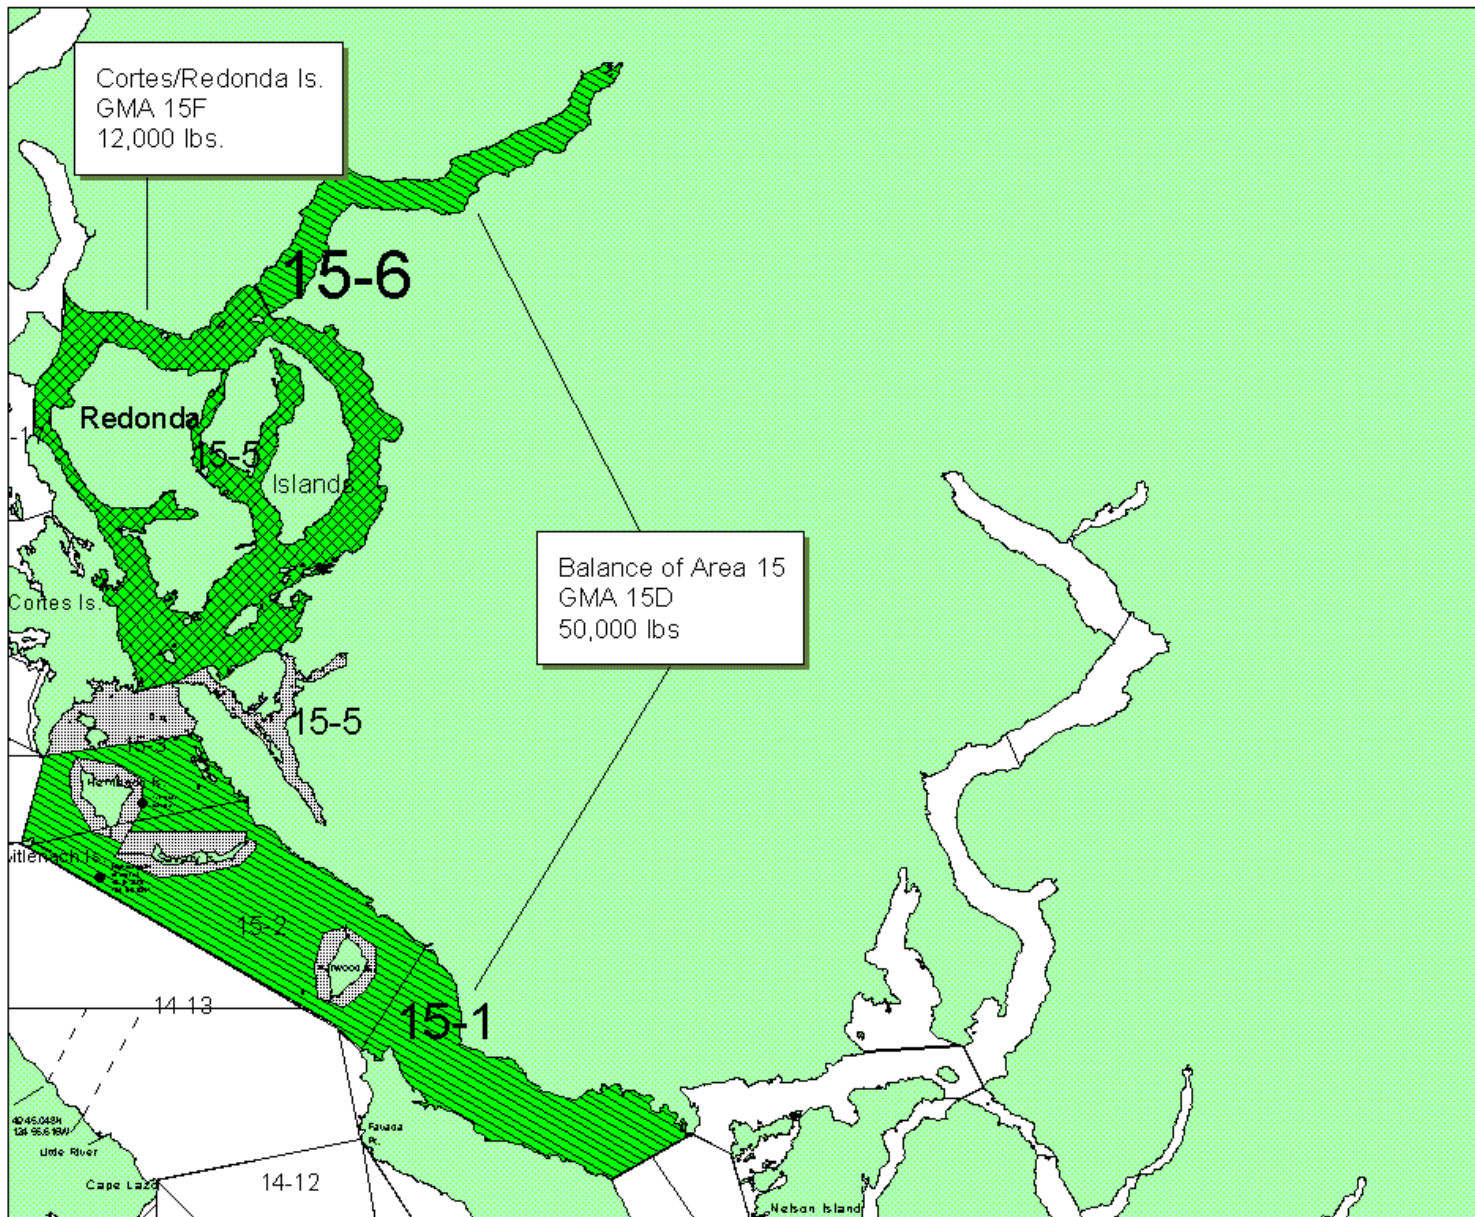 Cortes/Redonda Is.
GMA 15F
12,000 lbs.
15-6
Redonda
15-5
Islands
Balance of Area 15
GMA 15D
50,000 lbs
Cortes Is.
15-5
15-3
15-2
14-13
15-1
Little River
Cape Lazo
14-12
Nelson Island